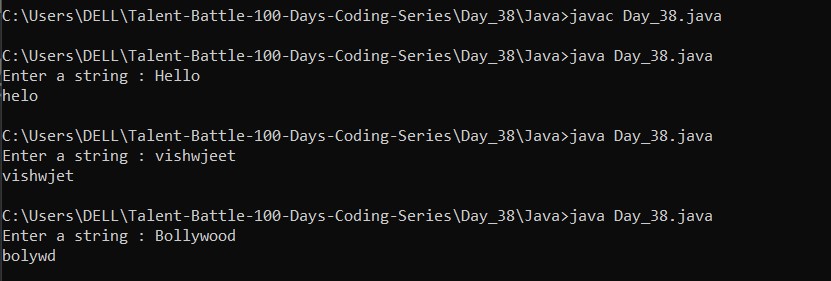 C:\Users\DELL\Talent-Battle-100-Days-Coding-Series\Day_38\Java>javac Day_38.java
C:\Users\DELL\Talent-Battle-100-Days-Coding-Series\Day_38\Java>java Day_38.java
Enter a string : Hello
helo
C:\Users\DELL\Talent-Battle-100-Days-Coding-Series\Day_38\Java>java Day_38.java
Enter a string : vishwjeet
vishwjet
C:\Users\DELL\Talent-Battle-100-Days-Coding-Series\Day_38\Java>java Day_38.java
Enter a string : Bollywood
bolywd